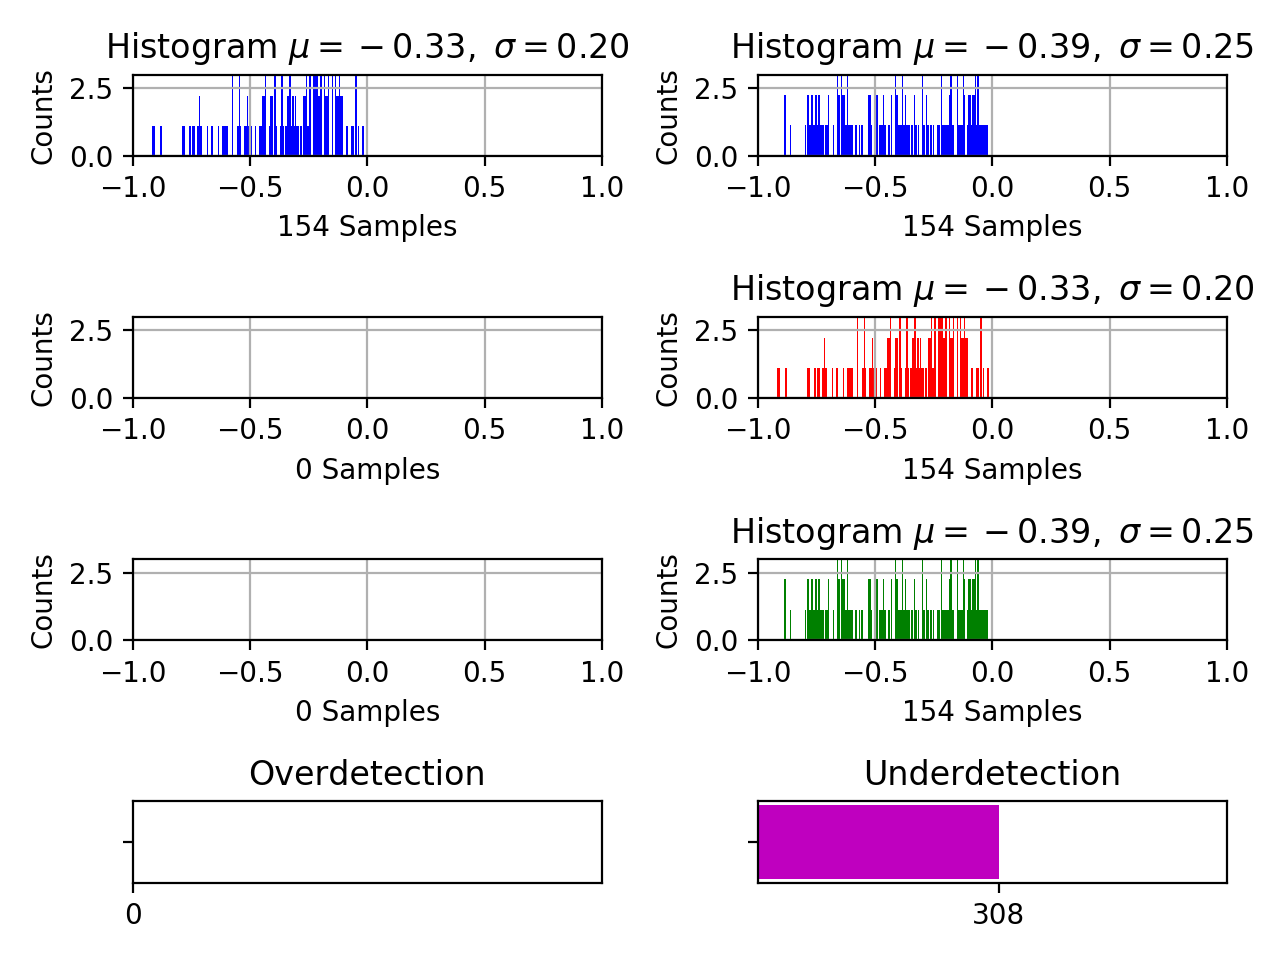 Histogram μ = −0.33, σ = 0.20
Histogram μ = −0.39, σ = 0.25
Counts
2.5
0.0
−1.0 −0.5 0.0 0.5 1.0
154 Samples
Counts
2.5
0.0
−1.0 −0.5 0.0 0.5 1.0
154 Samples
Counts
2.5
0.0
−1.0 −0.5 0.0 0.5 1.0
0 Samples
Histogram μ = −0.33, σ = 0.20
Counts
2.5
0.0
−1.0 −0.5 0.0 0.5 1.0
154 Samples
Counts
2.5
0.0
−1.0 −0.5 0.0 0.5 1.0
0 Samples
Histogram μ = −0.39, σ = 0.25
Counts
2.5
0.0
−1.0 −0.5 0.0 0.5 1.0
154 Samples
Overdetection
0
Underdetection
308